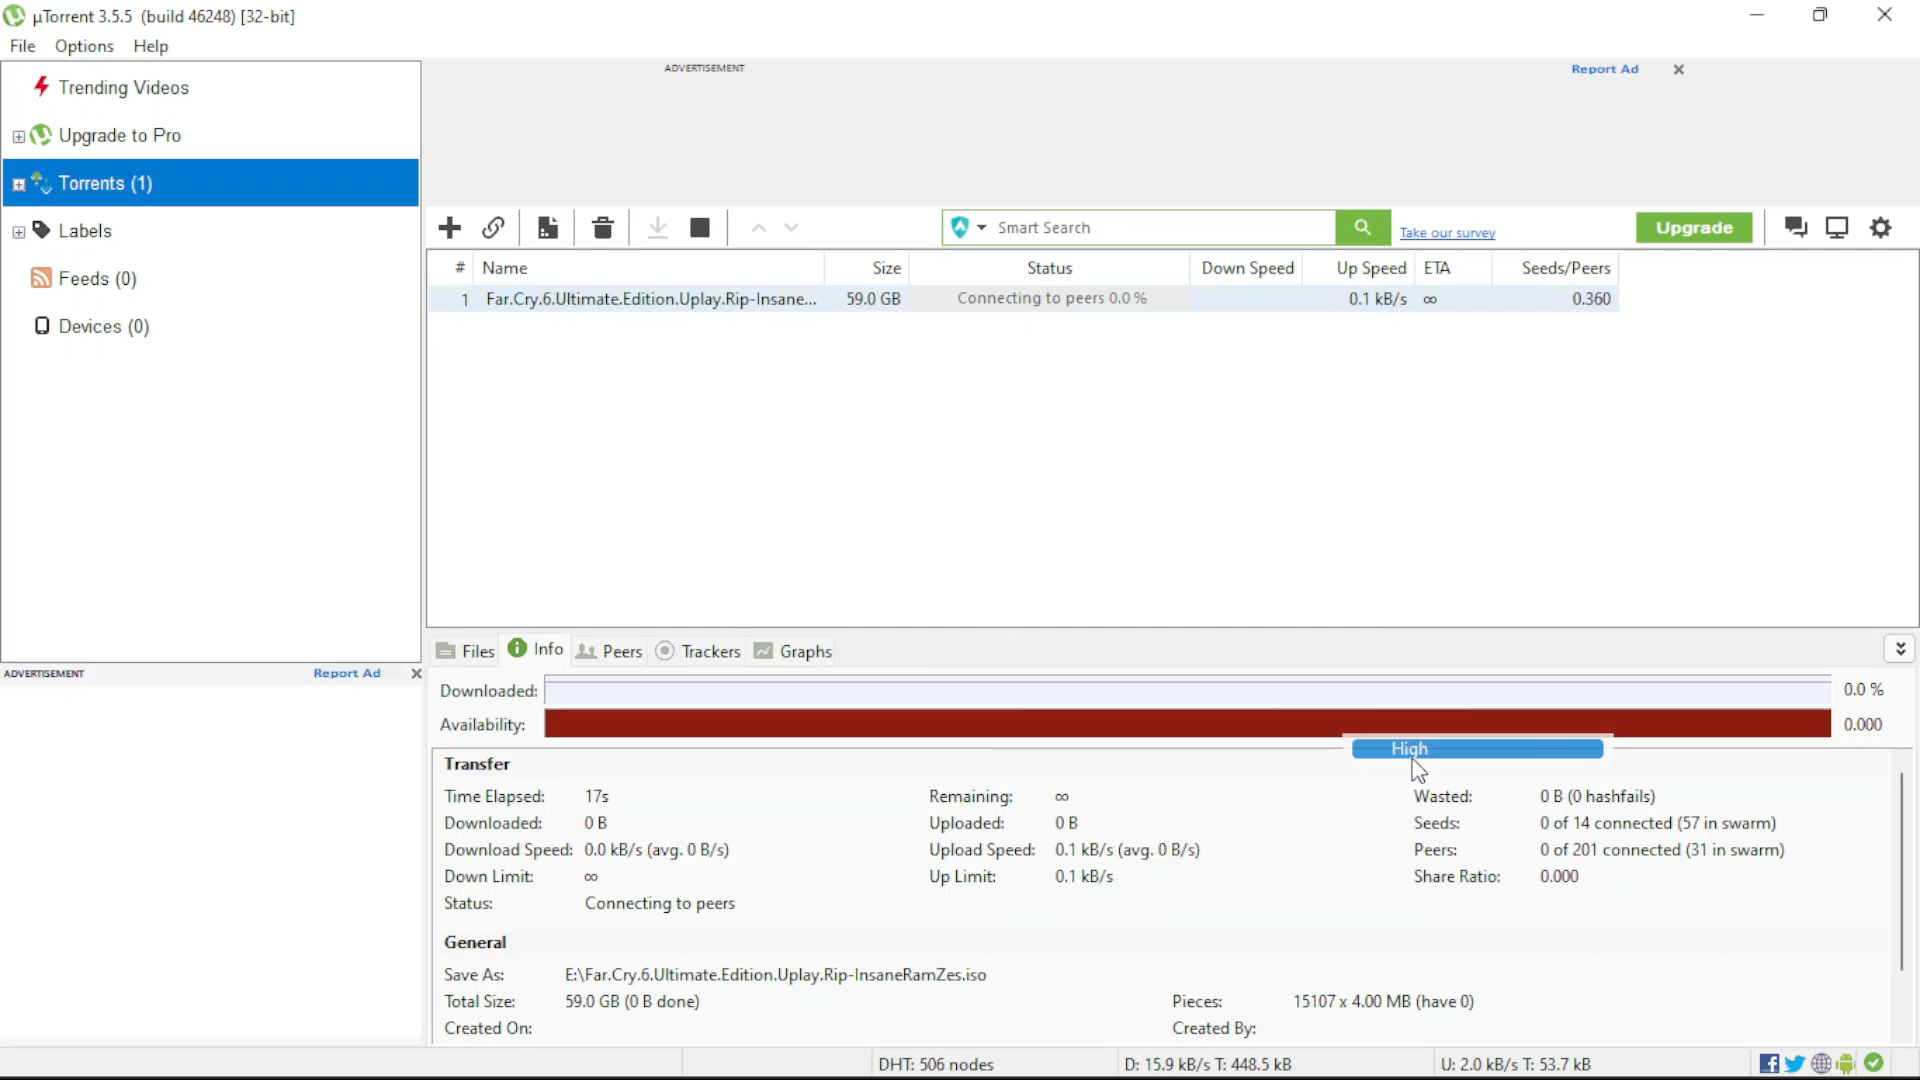 µTorrent 3.5.5 (build 46248) [32-bit]
File Options Help
Trending Videos
Upgrade to Pro
Torrents (1)
Labels
Feeds (0)
Devices (0)
ADVERTISEMENT Report Ad
ADVERTISEMENT Report Ad
Smart Search Take our survey Upgrade
# Name Size Status Down Speed Up Speed ETA Seeds/Peers
1 Far.Cry.6.Ultimate.Edition.Uplay.Rip-Insane... 59.0 GB Connecting to peers 0.0 % 0.1 kB/s ∞ 0.360
Files Info Peers Trackers Graphs
Downloaded: 0.0 %
Availability: 0.000
High
Transfer
Time Elapsed: 17s Remaining: ∞ Wasted: 0 B (0 hashfails)
Downloaded: 0 B Uploaded: 0 B Seeds: 0 of 14 connected (57 in swarm)
Download Speed: 0.0 kB/s (avg. 0 B/s) Upload Speed: 0.1 kB/s (avg. 0 B/s) Peers: 0 of 201 connected (31 in swarm)
Down Limit: ∞ Up Limit: 0.1 kB/s Share Ratio: 0.000
Status: Connecting to peers
General
Save As: E:\Far.Cry.6.Ultimate.Edition.Uplay.Rip-InsaneRamZes.iso
Total Size: 59.0 GB (0 B done) Pieces: 15107 x 4.00 MB (have 0)
Created On: Created By:
DHT: 506 nodes D: 15.9 kB/s T: 448.5 kB U: 2.0 kB/s T: 53.7 kB